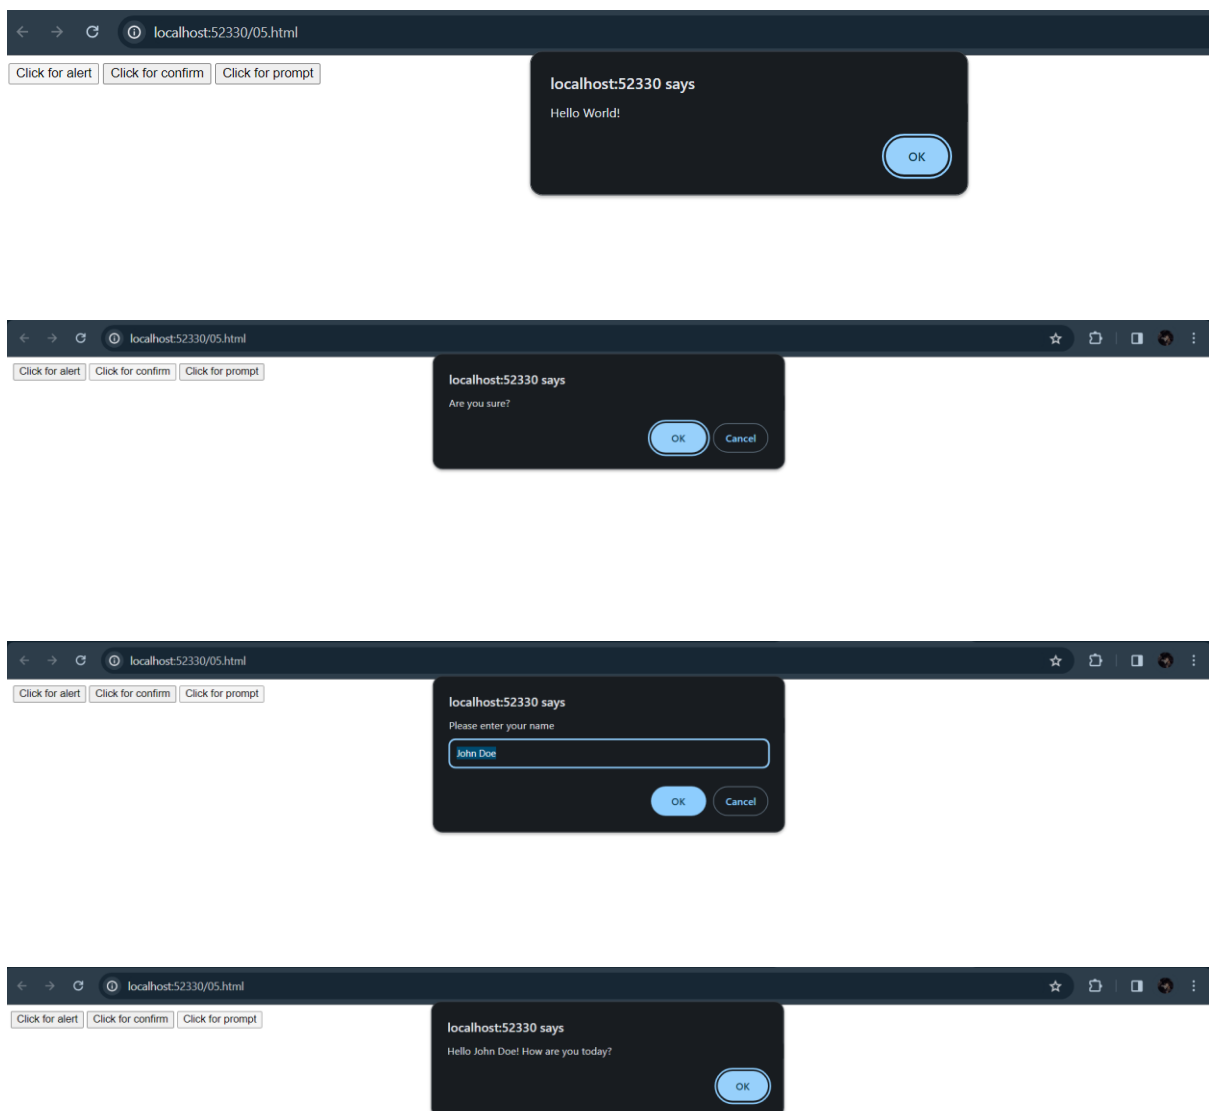 localhost:52330/05.html
Click for alert Click for confirm Click for prompt
localhost:52330 says
Hello World!
OK
localhost:52330/05.html
Click for alert Click for confirm Click for prompt
localhost:52330 says
Are you sure?
OK Cancel
localhost:52330/05.html
Click for alert Click for confirm Click for prompt
localhost:52330 says
Please enter your name
John Doe
OK Cancel
localhost:52330/05.html
Click for alert Click for confirm Click for prompt
localhost:52330 says
Hello John Doe! How are you today?
OK